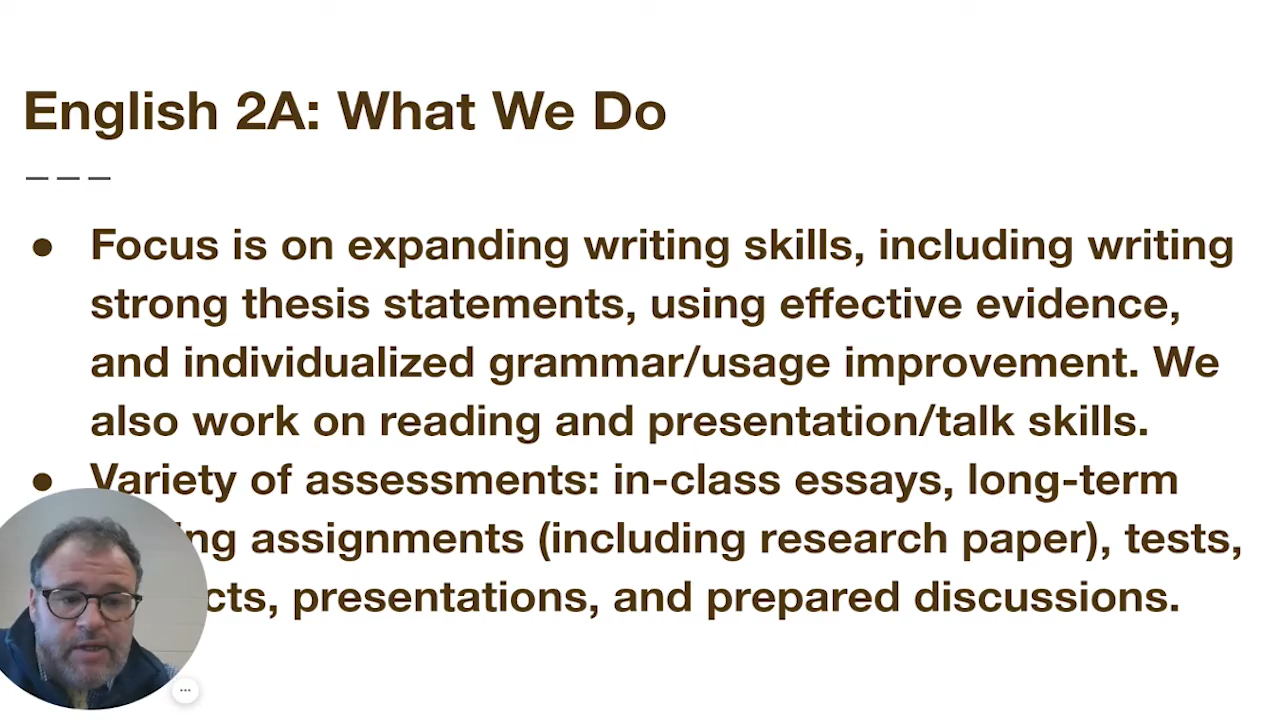 English 2A: What We Do
● Focus is on expanding writing skills, including writing
strong thesis statements, using effective evidence,
and individualized grammar/usage improvement. We
also work on reading and presentation/talk skills.
● Variety of assessments: in-class essays, long-term
assignments (including research paper), tests,
presentations, and prepared discussions.